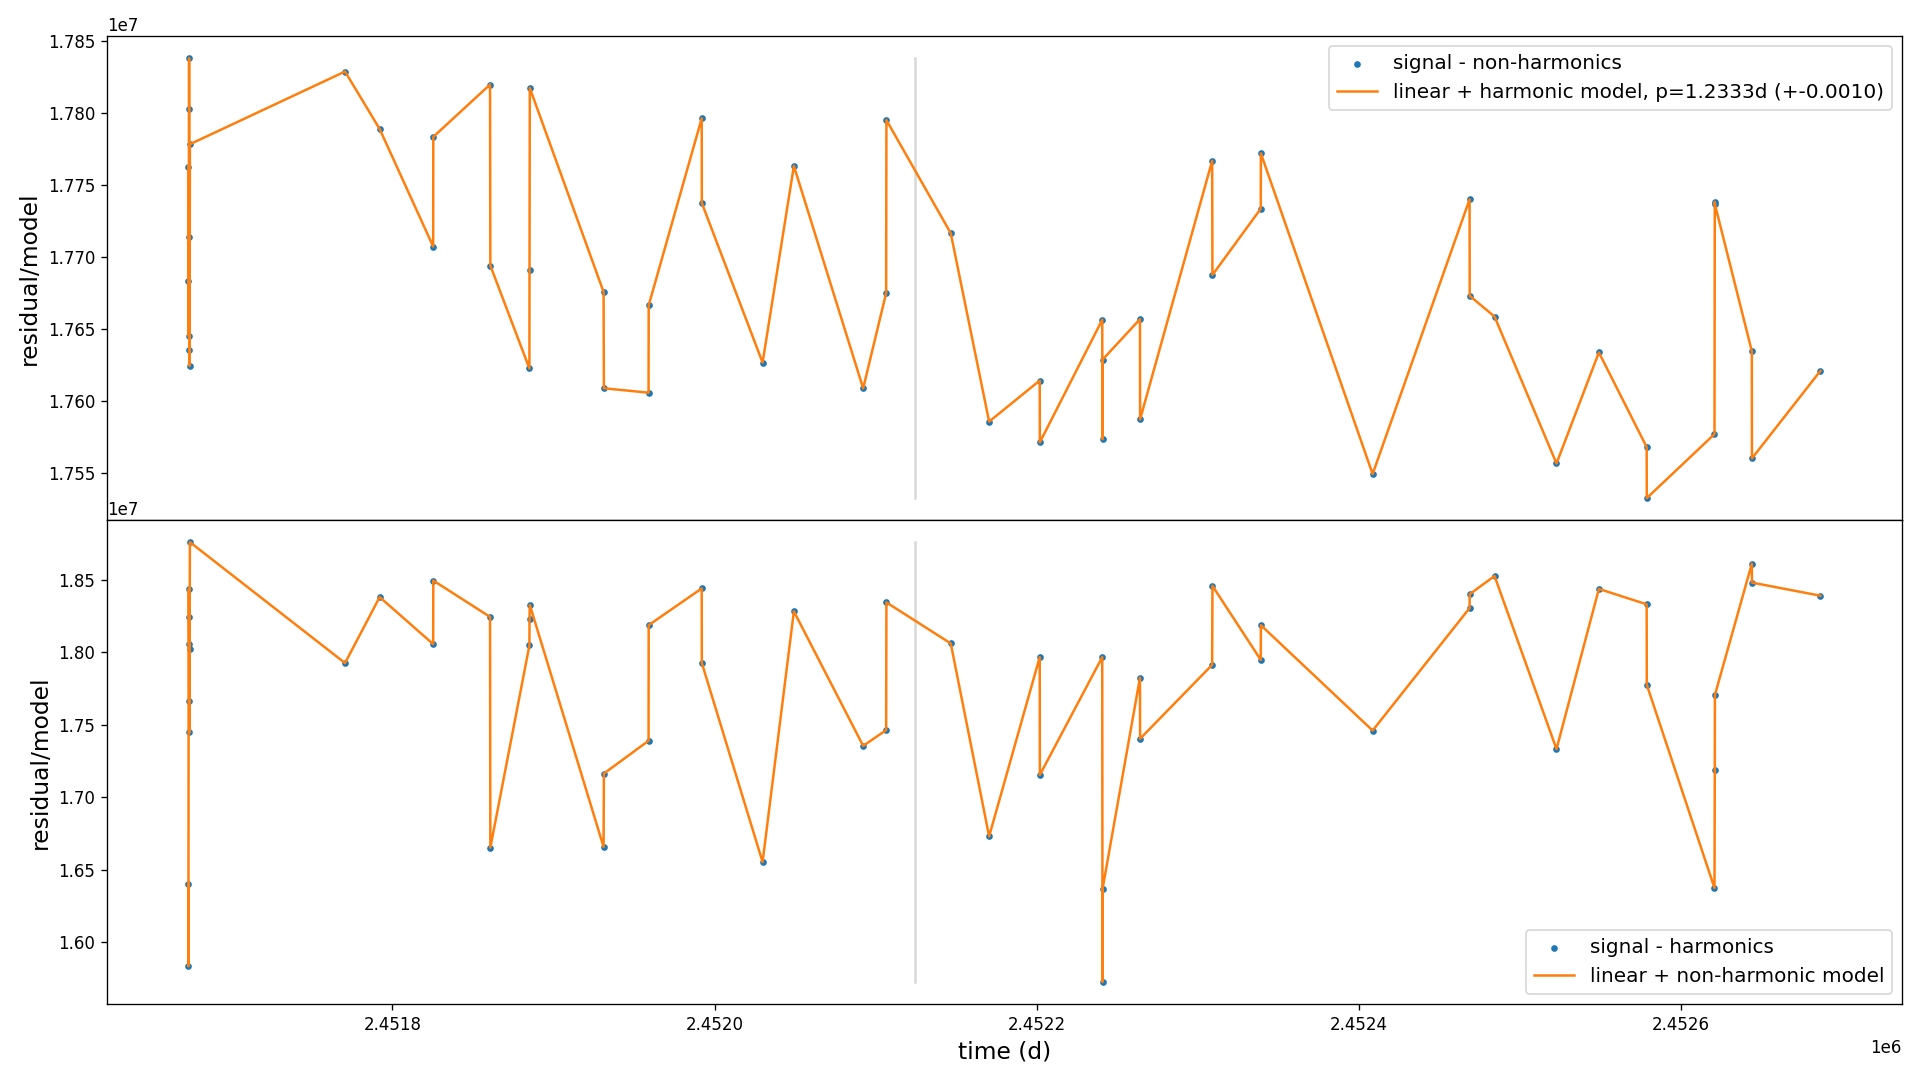 1e7
1.785
1.780
1.775
1.770
1.765
1.760
1.755
residual/model
signal - non-harmonics
linear + harmonic model, p=1.2333d (+-0.0010)
1e7
1.85
1.80
1.75
1.70
1.65
1.60
residual/model
signal - harmonics
linear + non-harmonic model
2.4518 2.4520 2.4522 2.4524 2.4526
time (d)
1e6